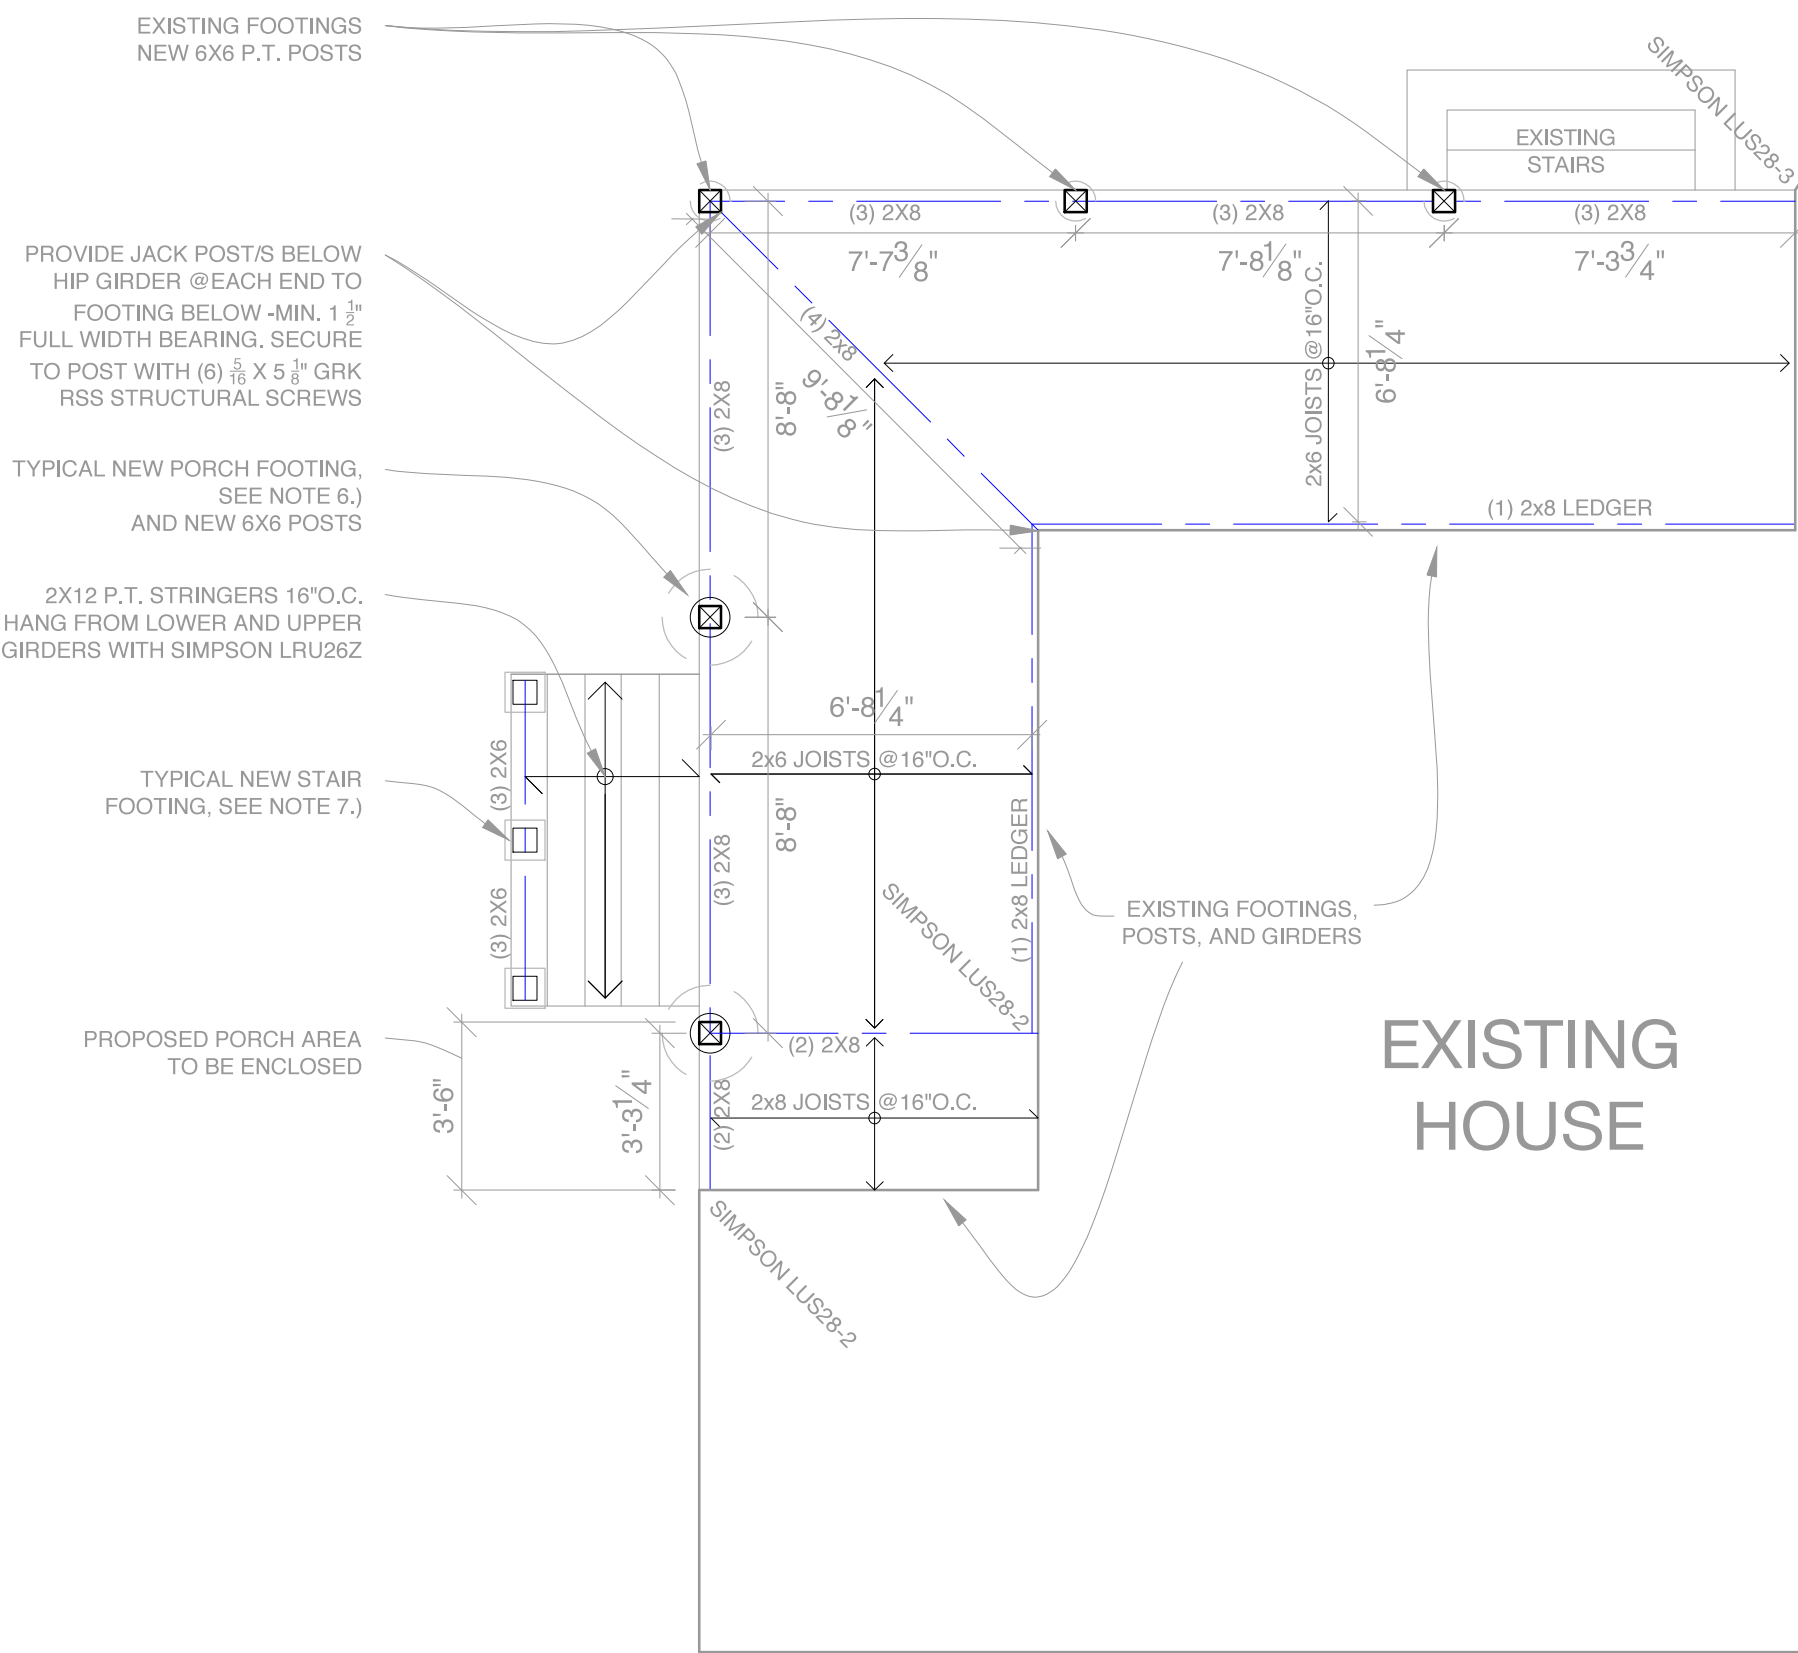 EXISTING FOOTINGS
NEW 6X6 P.T. POSTS
SIMPSON LUS28-3
EXISTING
STAIRS
(3) 2X8
(3) 2X8
(3) 2X8
7'-7 3/8"
7'-8 1/8"
7'-3 3/4"
PROVIDE JACK POST/S BELOW
HIP GIRDER @EACH END TO
FOOTING BELOW -MIN. 1 1/2"
FULL WIDTH BEARING. SECURE
TO POST WITH (6) 5/16 X 5 1/8" GRK
RSS STRUCTURAL SCREWS
(4) 2x8
9'-8 1/8"
(3) 2X8
8'-8"
2x6 JOISTS @16"O.C.
6'-8 1/4"
TYPICAL NEW PORCH FOOTING,
SEE NOTE 6.)
AND NEW 6X6 POSTS
(1) 2x8 LEDGER
2X12 P.T. STRINGERS 16"O.C.
HANG FROM LOWER AND UPPER
GIRDERS WITH SIMPSON LRU26Z
6'-8 1/4"
2x6 JOISTS @16"O.C.
(3) 2X6
TYPICAL NEW STAIR
FOOTING, SEE NOTE 7.)
(3) 2X8
8'-8"
(3) 2X6
(1) 2x8 LEDGER
SIMPSON LUS28-2
EXISTING FOOTINGS,
POSTS, AND GIRDERS
PROPOSED PORCH AREA
TO BE ENCLOSED
(2) 2X8
3'-6"
3'-3 1/4"
(2) 2X8
2x8 JOISTS @16"O.C.
EXISTING
HOUSE
SIMPSON LUS28-2